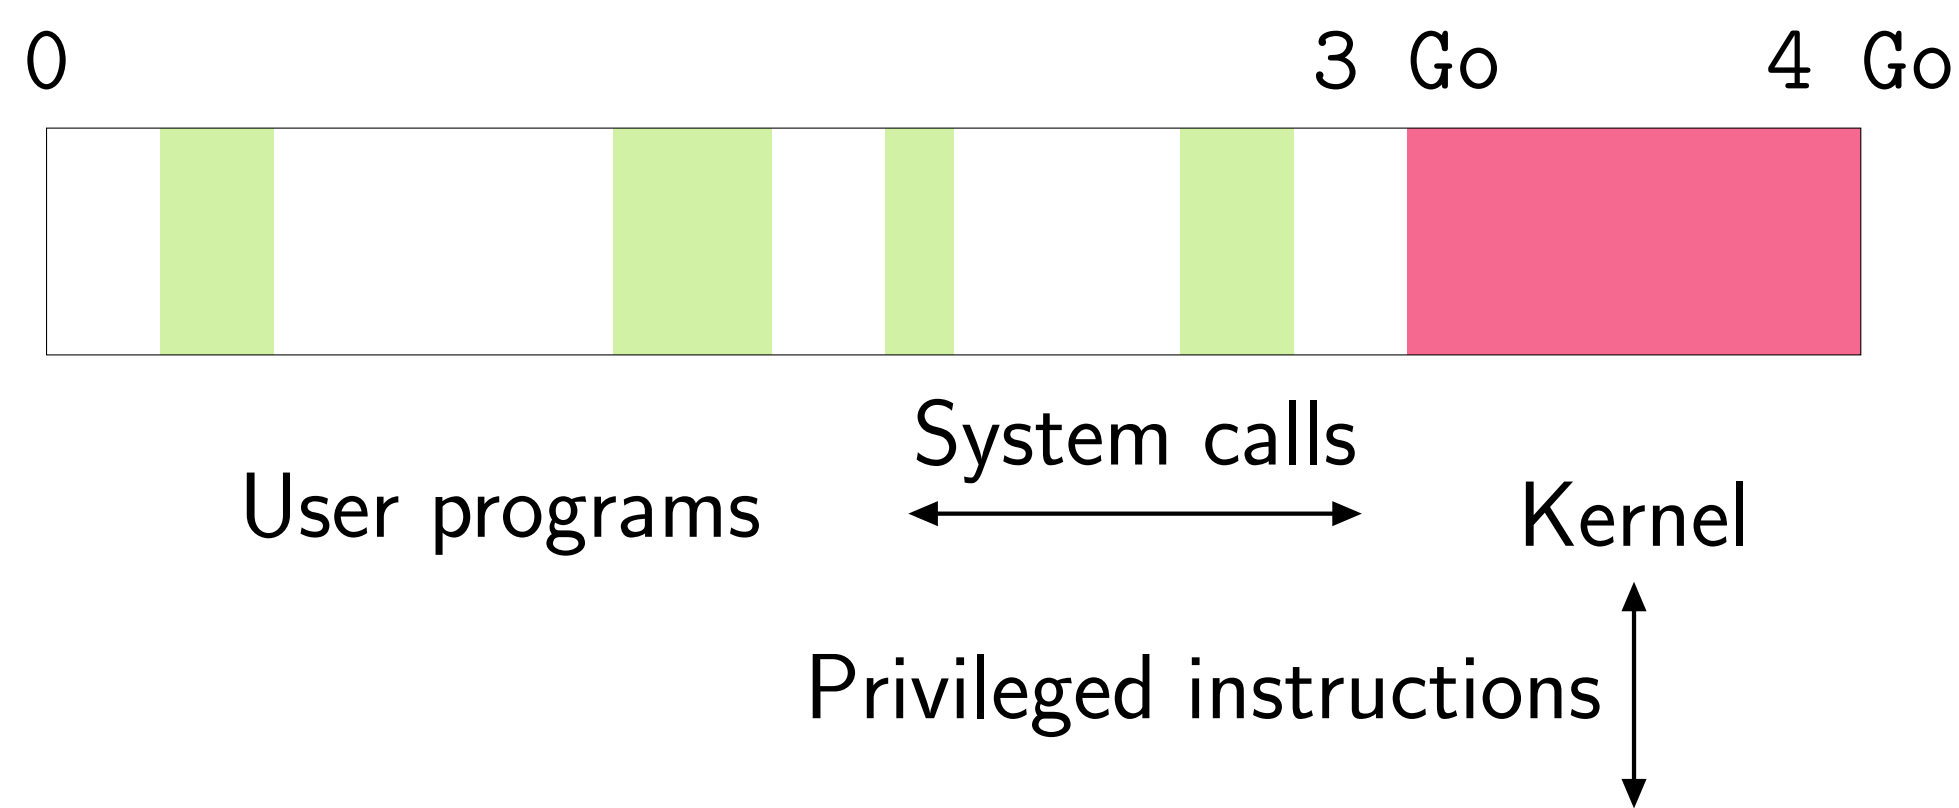 0 3 Go 4 Go
System calls
User programs
Kernel
Privileged instructions